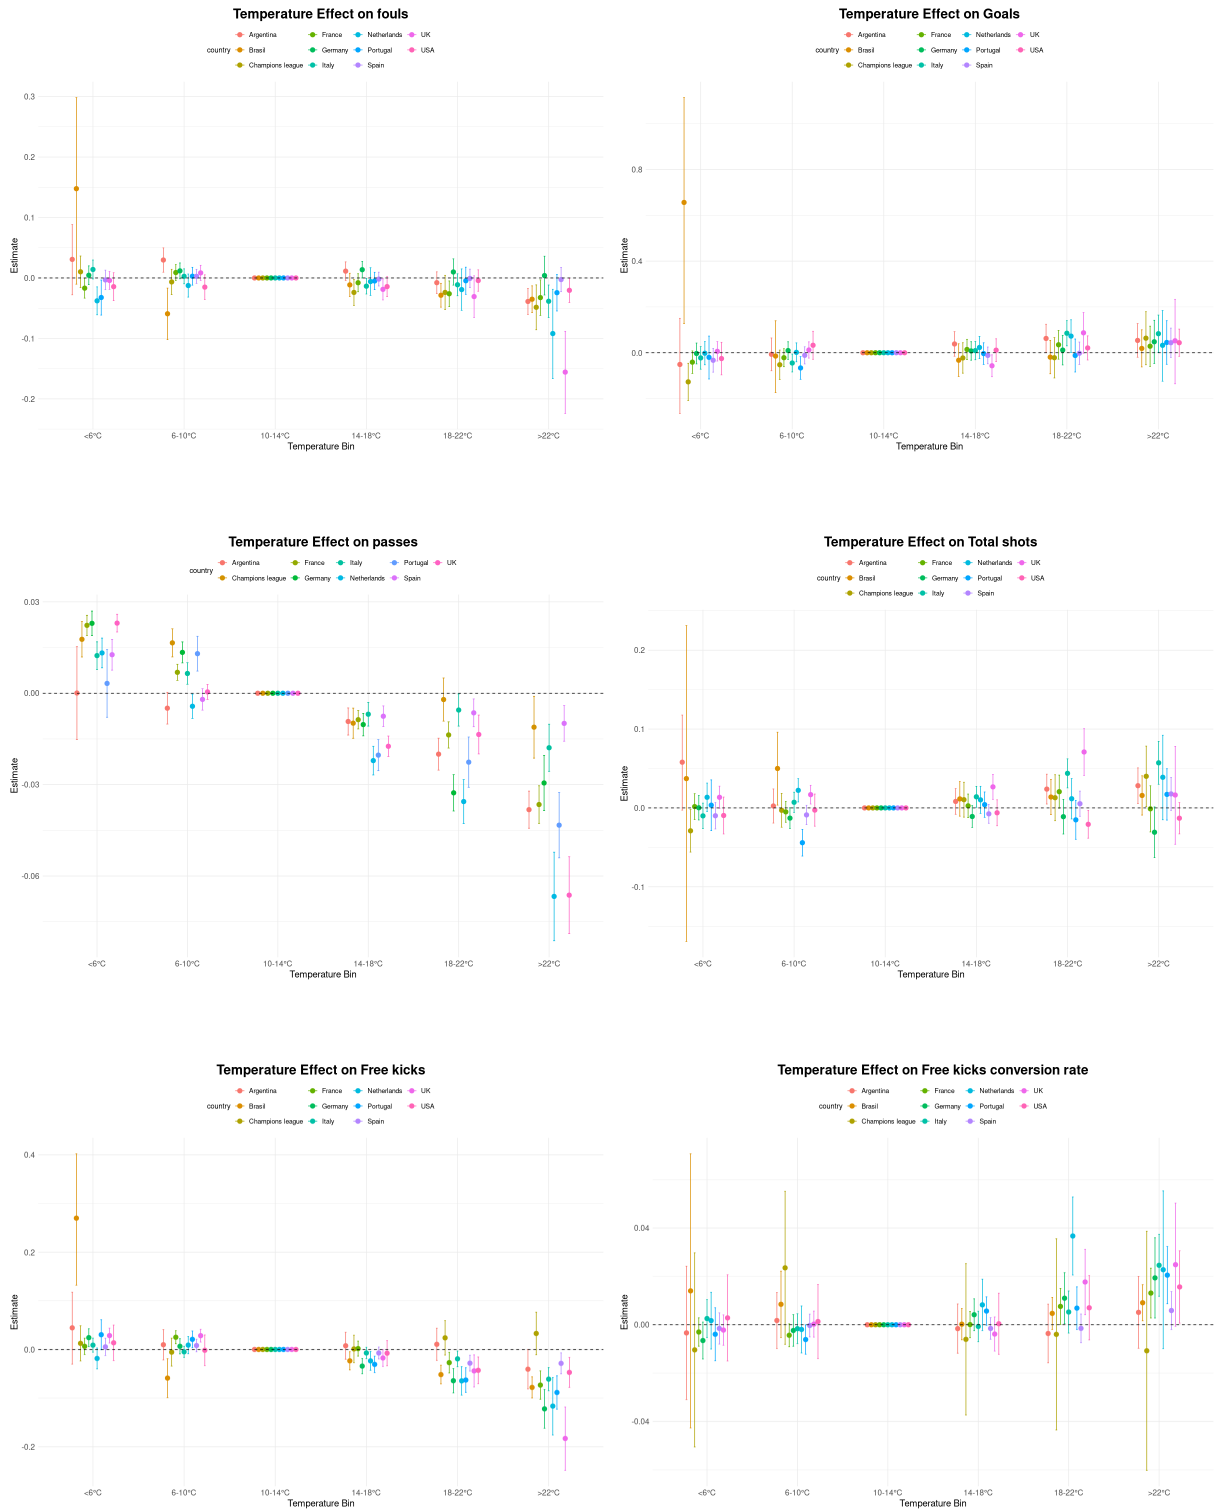 Temperature Effect on fouls
country
Argentina
Brasil
Champions league
France
Germany
Italy
Netherlands
Portugal
Spain
UK
USA
Estimate
0.3
0.2
0.1
0.0
-0.1
-0.2
<6°C
6-10°C
10-14°C
14-18°C
18-22°C
>22°C
Temperature Bin
Temperature Effect on Goals
country
Argentina
Brasil
Champions league
France
Germany
Italy
Netherlands
Portugal
Spain
UK
USA
Estimate
0.8
0.4
0.0
<6°C
6-10°C
10-14°C
14-18°C
18-22°C
>22°C
Temperature Bin
Temperature Effect on passes
country
Argentina
Champions league
France
Germany
Italy
Netherlands
Portugal
Spain
UK
Estimate
0.03
0.00
-0.03
-0.06
<6°C
6-10°C
10-14°C
14-18°C
18-22°C
>22°C
Temperature Bin
Temperature Effect on Total shots
country
Argentina
Brasil
Champions league
France
Germany
Italy
Netherlands
Portugal
Spain
UK
USA
Estimate
0.2
0.1
0.0
-0.1
<6°C
6-10°C
10-14°C
14-18°C
18-22°C
>22°C
Temperature Bin
Temperature Effect on Free kicks
country
Argentina
Brasil
Champions league
France
Germany
Italy
Netherlands
Portugal
Spain
UK
USA
Estimate
0.4
0.2
0.0
-0.2
<6°C
6-10°C
10-14°C
14-18°C
18-22°C
>22°C
Temperature Bin
Temperature Effect on Free kicks conversion rate
country
Argentina
Brasil
Champions league
France
Germany
Italy
Netherlands
Portugal
Spain
UK
USA
Estimate
0.04
0.00
-0.04
<6°C
6-10°C
10-14°C
14-18°C
18-22°C
>22°C
Temperature Bin